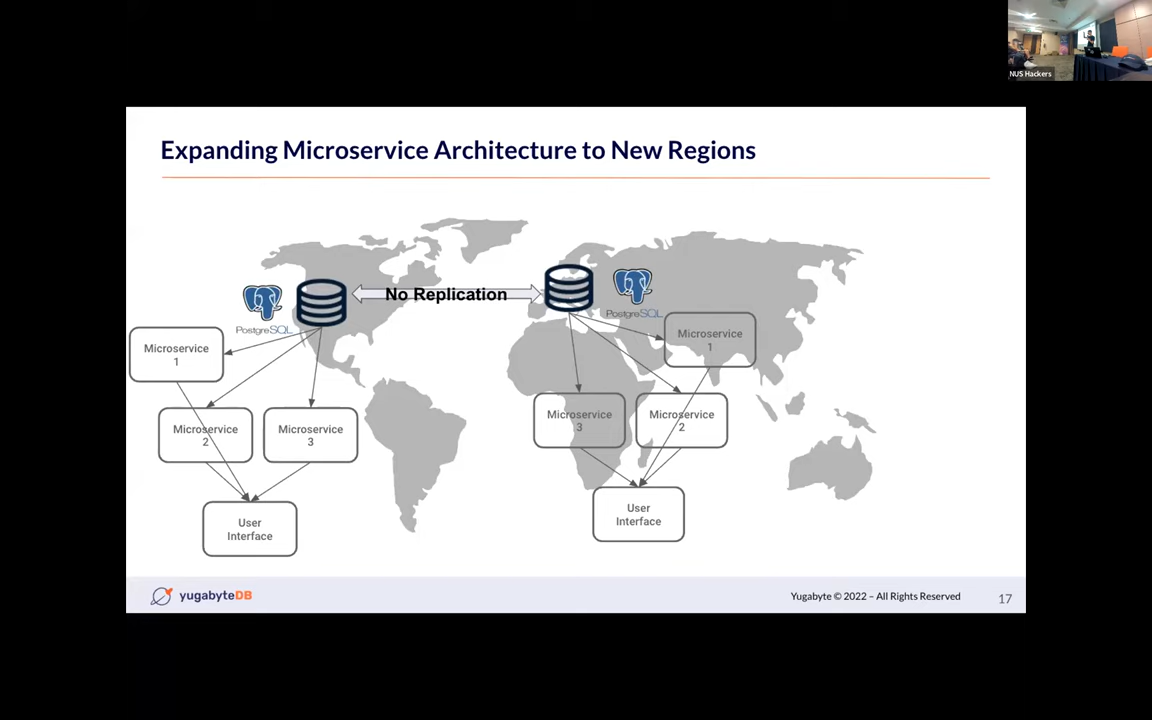 NUS Hackers
Expanding Microservice Architecture to New Regions
No Replication
PostgreSQL
PostgreSQL
Microservice
1
Microservice
2
Microservice
3
User
Interface
Microservice
1
Microservice
3
Microservice
2
User
Interface
yugabyteDB
Yugabyte © 2022 – All Rights Reserved
17